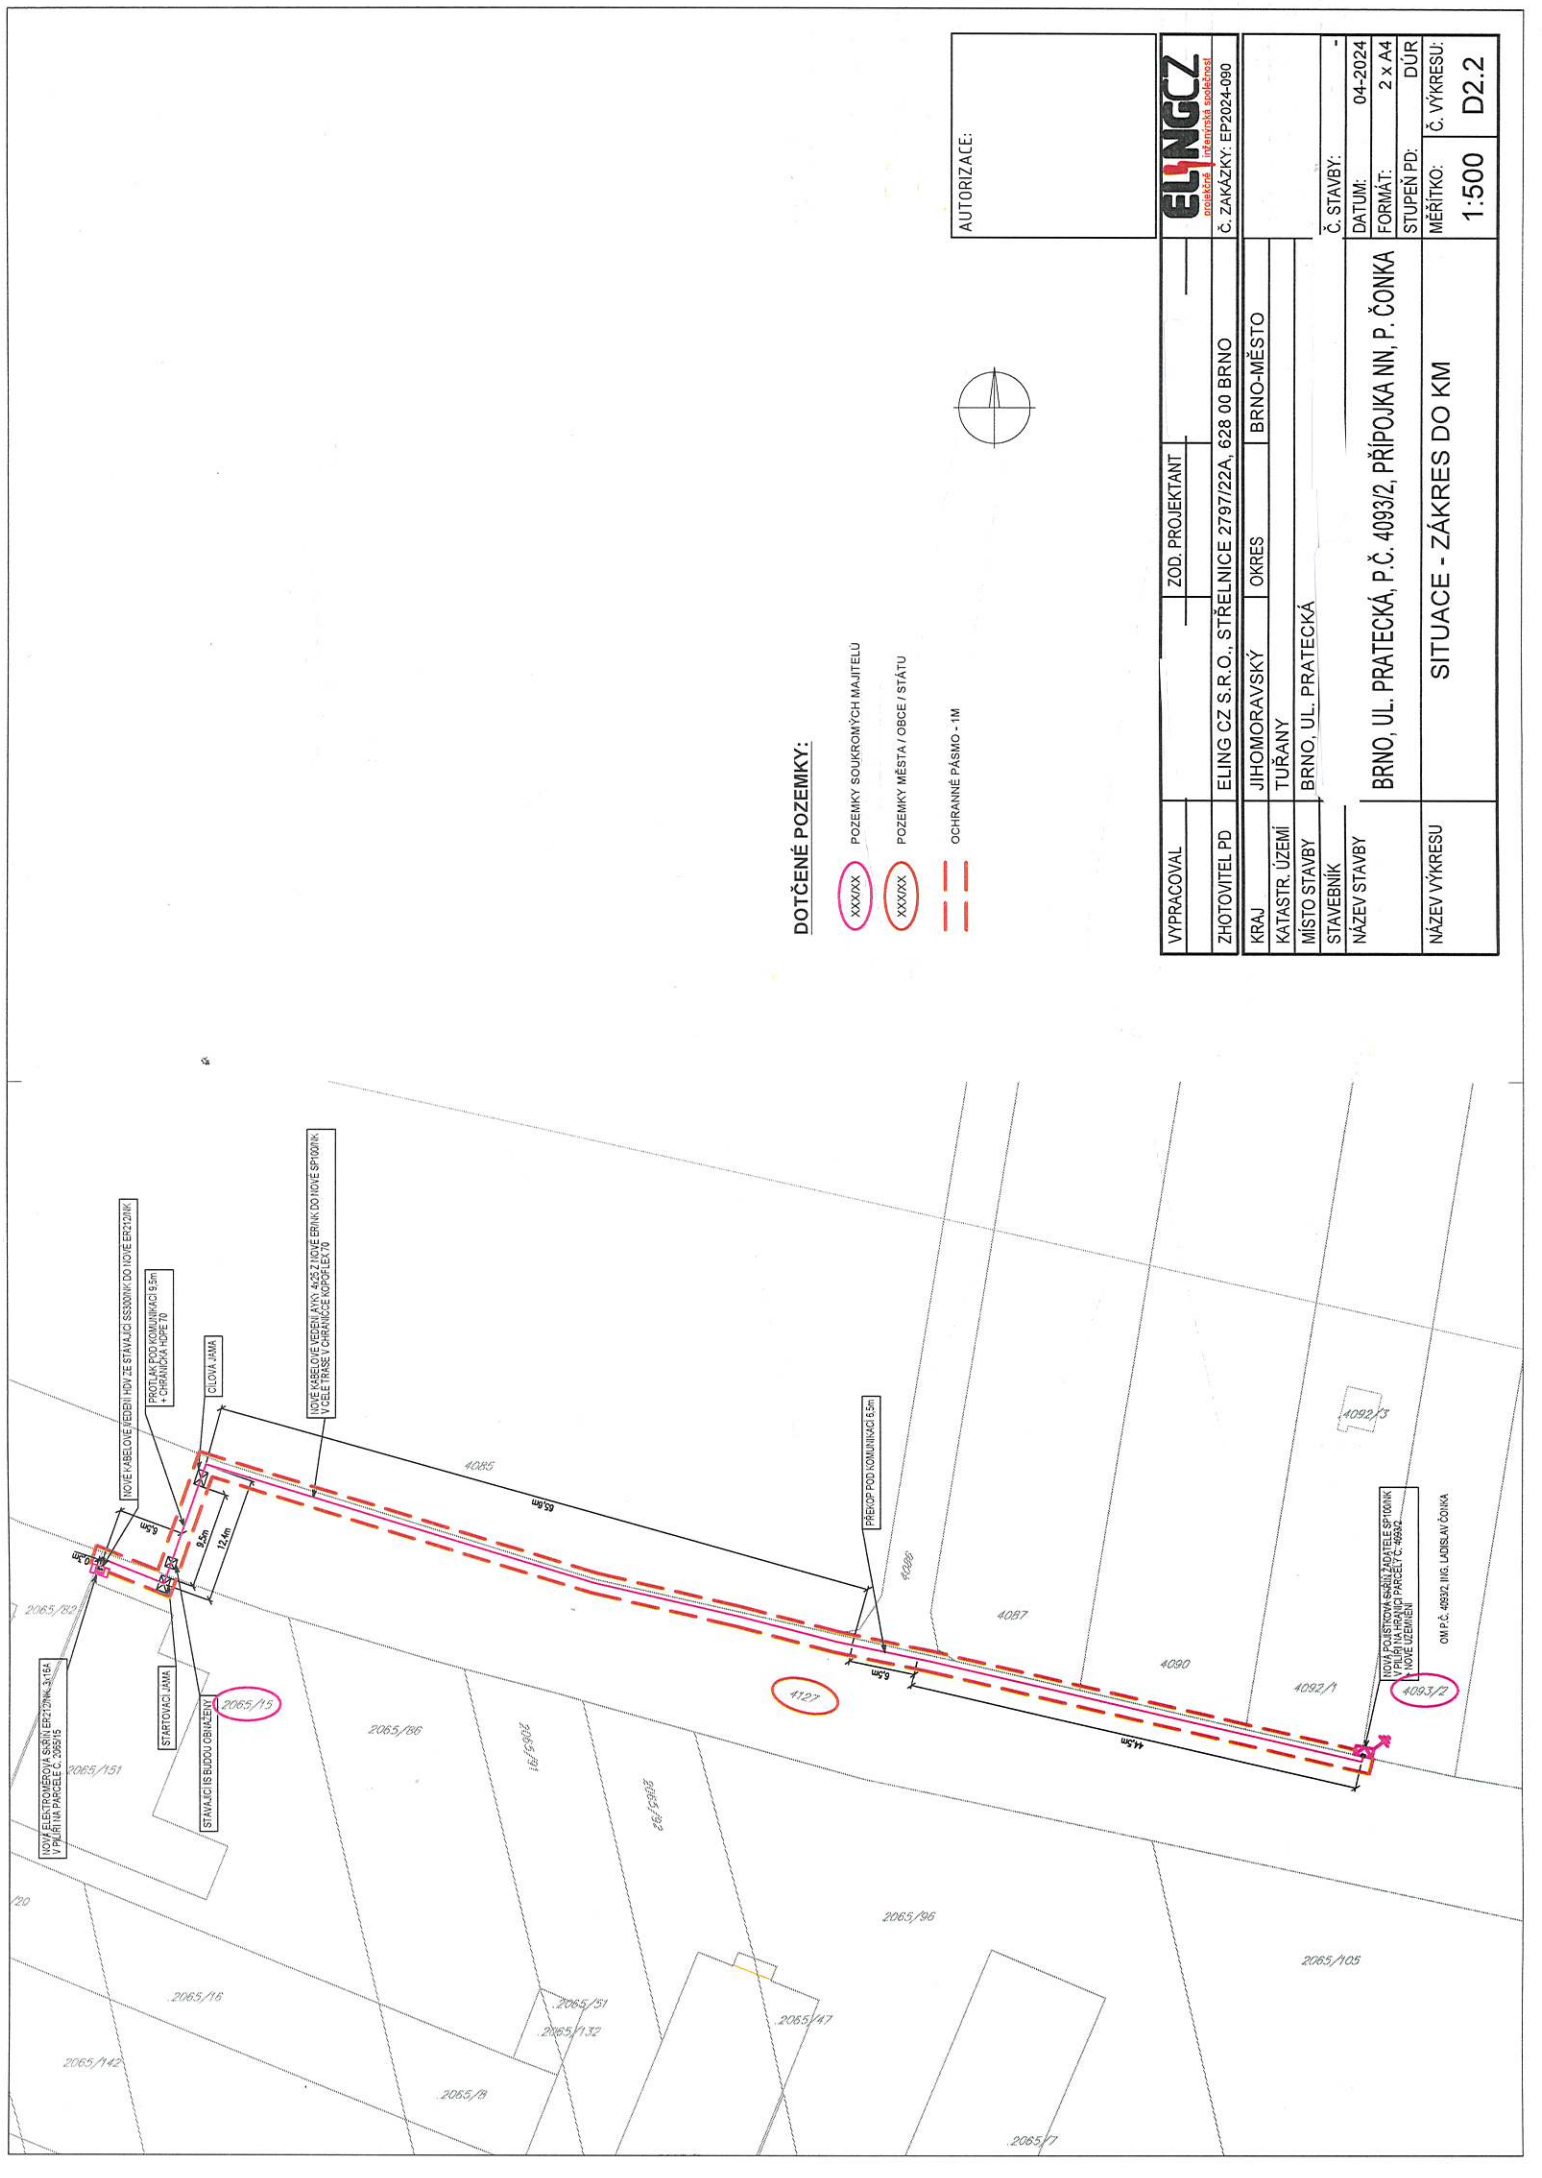 NOVÉ KABELOVÉ VEDENÍ HDV ZE STÁVAJÍCÍ SS300/NK DO NOVÉ ER212/NK
PROTLAK POD KOMUNIKACÍ 9,5m
+ CHRÁNIČKA HDPE 70
CÍLOVÁ JÁMA
NOVÉ KABELOVÉ VEDENÍ AYKY 4x25 Z NOVÉ ER/NK DO NOVÉ SP100/NK
V CELÉ TRASE V CHRÁNIČCE KOPOFLEX 70
PŘEKOP POD KOMUNIKACÍ 6,5m
NOVÁ POJISTKOVÁ SKŘÍŇ ŽADATELE SP100/NK
V PILÍŘI NA HRANICI PARCELY Č. 4093/2
+ NOVÉ UZEMNĚNÍ
OM P.Č. 4093/2, ING. LADISLAV ČONKA
NOVÁ ELEKTROMĚROVÁ SKŘÍŇ ER212/NK, 3x16A
V PILÍŘI NA PARCELE Č. 2065/15
STARTOVACÍ JÁMA
STÁVAJÍCÍ IS BUDOU OBNAŽENY
0,3m
6,5m
9,5m
12,4m
65,6m
6,5m
44,5m
2065/82
2065/15
2065/151
2065/86
2065/91
2065/92
2065/96
2065/105
/20
.2065/16
2065/142
.2065/8
.2065/51
.2065/132
.2065/47
.2065/7
4085
4086
4087
4090
4092/1
.4092/3
4093/2
4127
DOTČENÉ POZEMKY:
XXX/XX POZEMKY SOUKROMÝCH MAJITELŮ
XXX/XX POZEMKY MĚSTA / OBCE / STÁTU
OCHRANNÉ PÁSMO - 1M
AUTORIZACE:
VYPRACOVAL ZOD. PROJEKTANT
ELINGCZ
projekčně inženýrská společnost
ZHOTOVITEL PD ELING CZ S.R.O., STŘELNICE 2797/22A, 628 00 BRNO Č. ZAKÁZKY: EP2024-090
KRAJ JIHOMORAVSKÝ OKRES BRNO-MĚSTO
KATASTR. ÚZEMÍ TUŘANY
MÍSTO STAVBY BRNO, UL. PRATECKÁ
STAVEBNÍK Č. STAVBY: -
NÁZEV STAVBY BRNO, UL. PRATECKÁ, P.Č. 4093/2, PŘÍPOJKA NN, P. ČONKA
DATUM: 04-2024
FORMÁT: 2 x A4
STUPEŇ PD: DÚR
NÁZEV VÝKRESU SITUACE - ZÁKRES DO KM
MĚŘÍTKO: 1:500
Č. VÝKRESU: D2.2